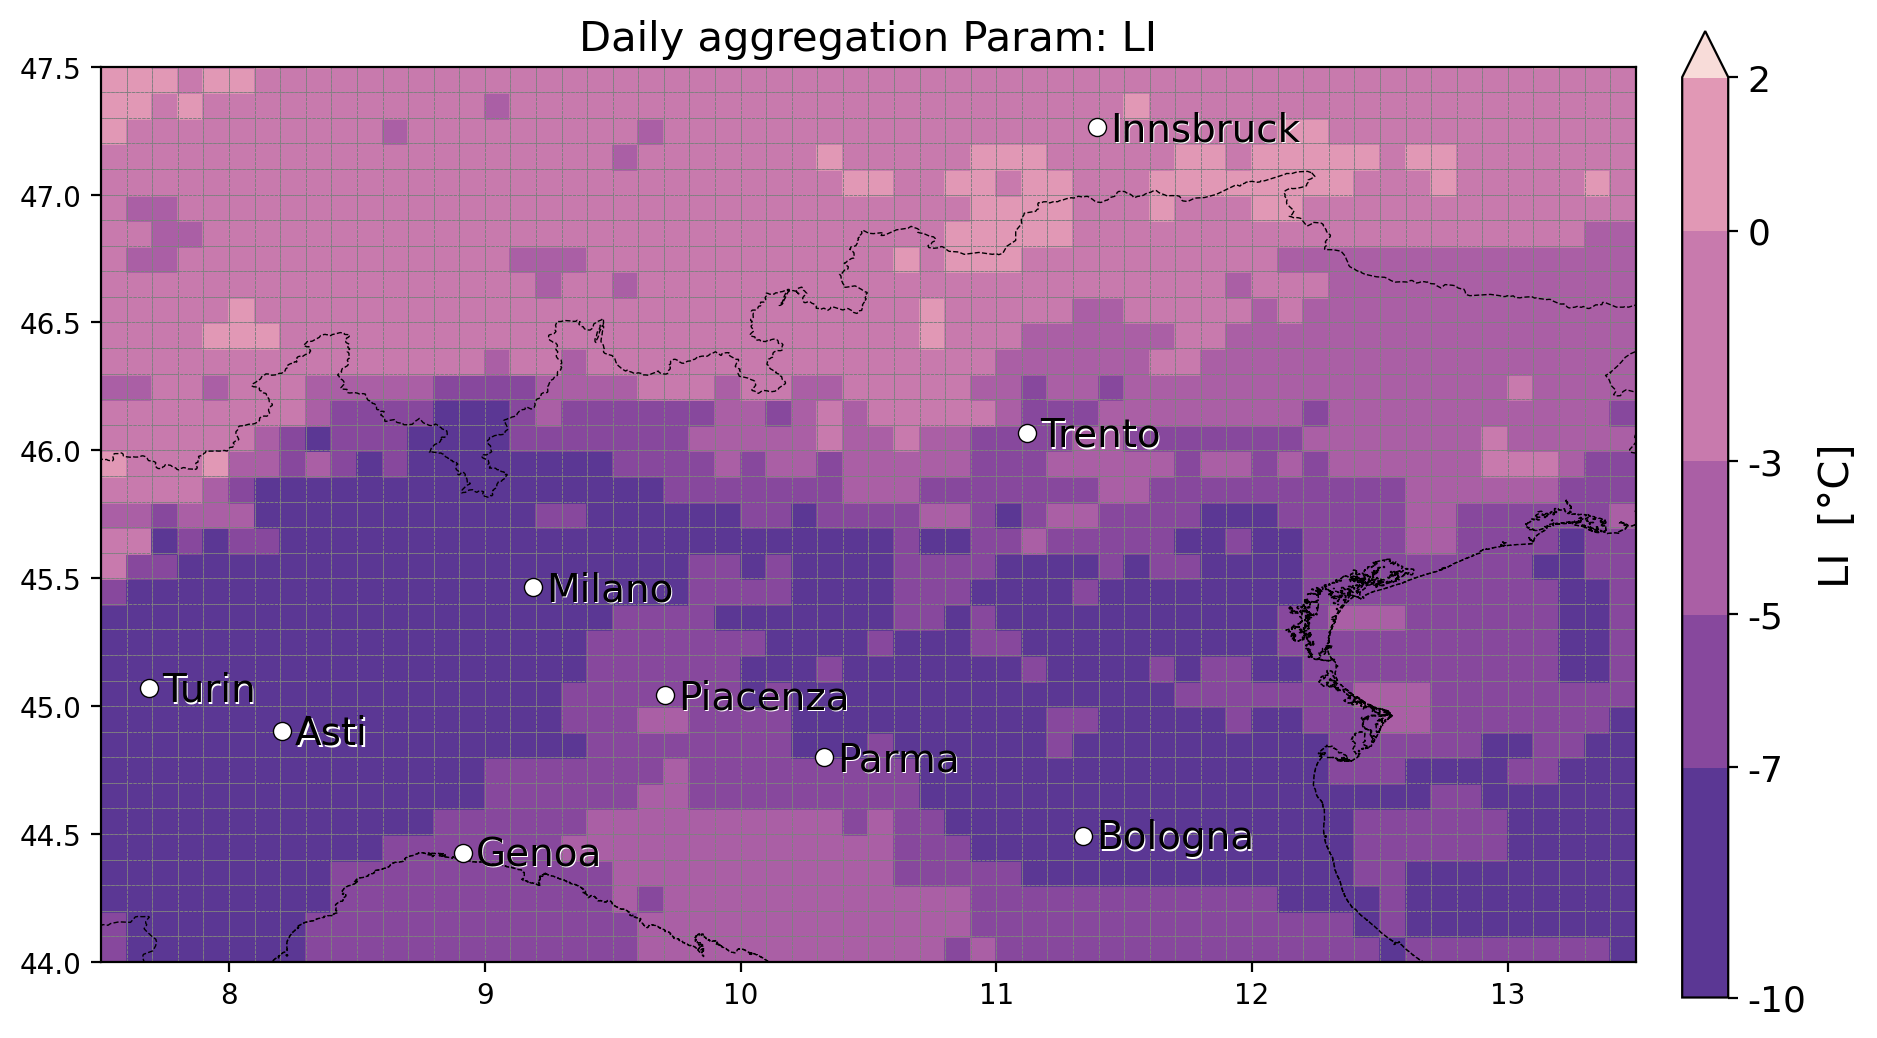 Daily aggregation Param: LI
47.5
47.0
46.5
46.0
45.5
45.0
44.5
44.0
8
9
10
11
12
13
Innsbruck
Trento
Milano
Turin
Piacenza
Asti
Parma
Bologna
Genoa
2
0
-3
-5
-7
-10
LI [°C]